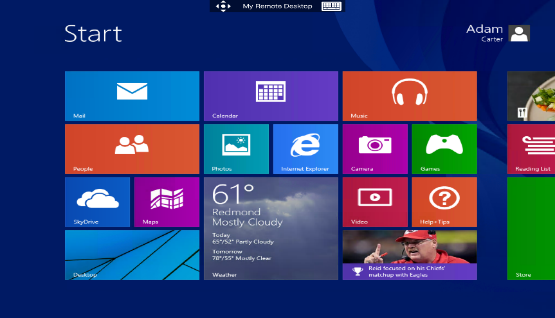 My Remote Desktop
Start
Adam
Carter
Mail
Calendar
Music
People
Photos
Internet Explorer
Camera
Games
Reading List
SkyDrive
Maps
61°
Redmond
Mostly Cloudy
Today
65°/52° Partly Cloudy
Tomorrow
78°/55° Mostly Clear
Weather
Video
Help+Tips
Desktop
Reid focused on his Chiefs'
matchup with Eagles
Store